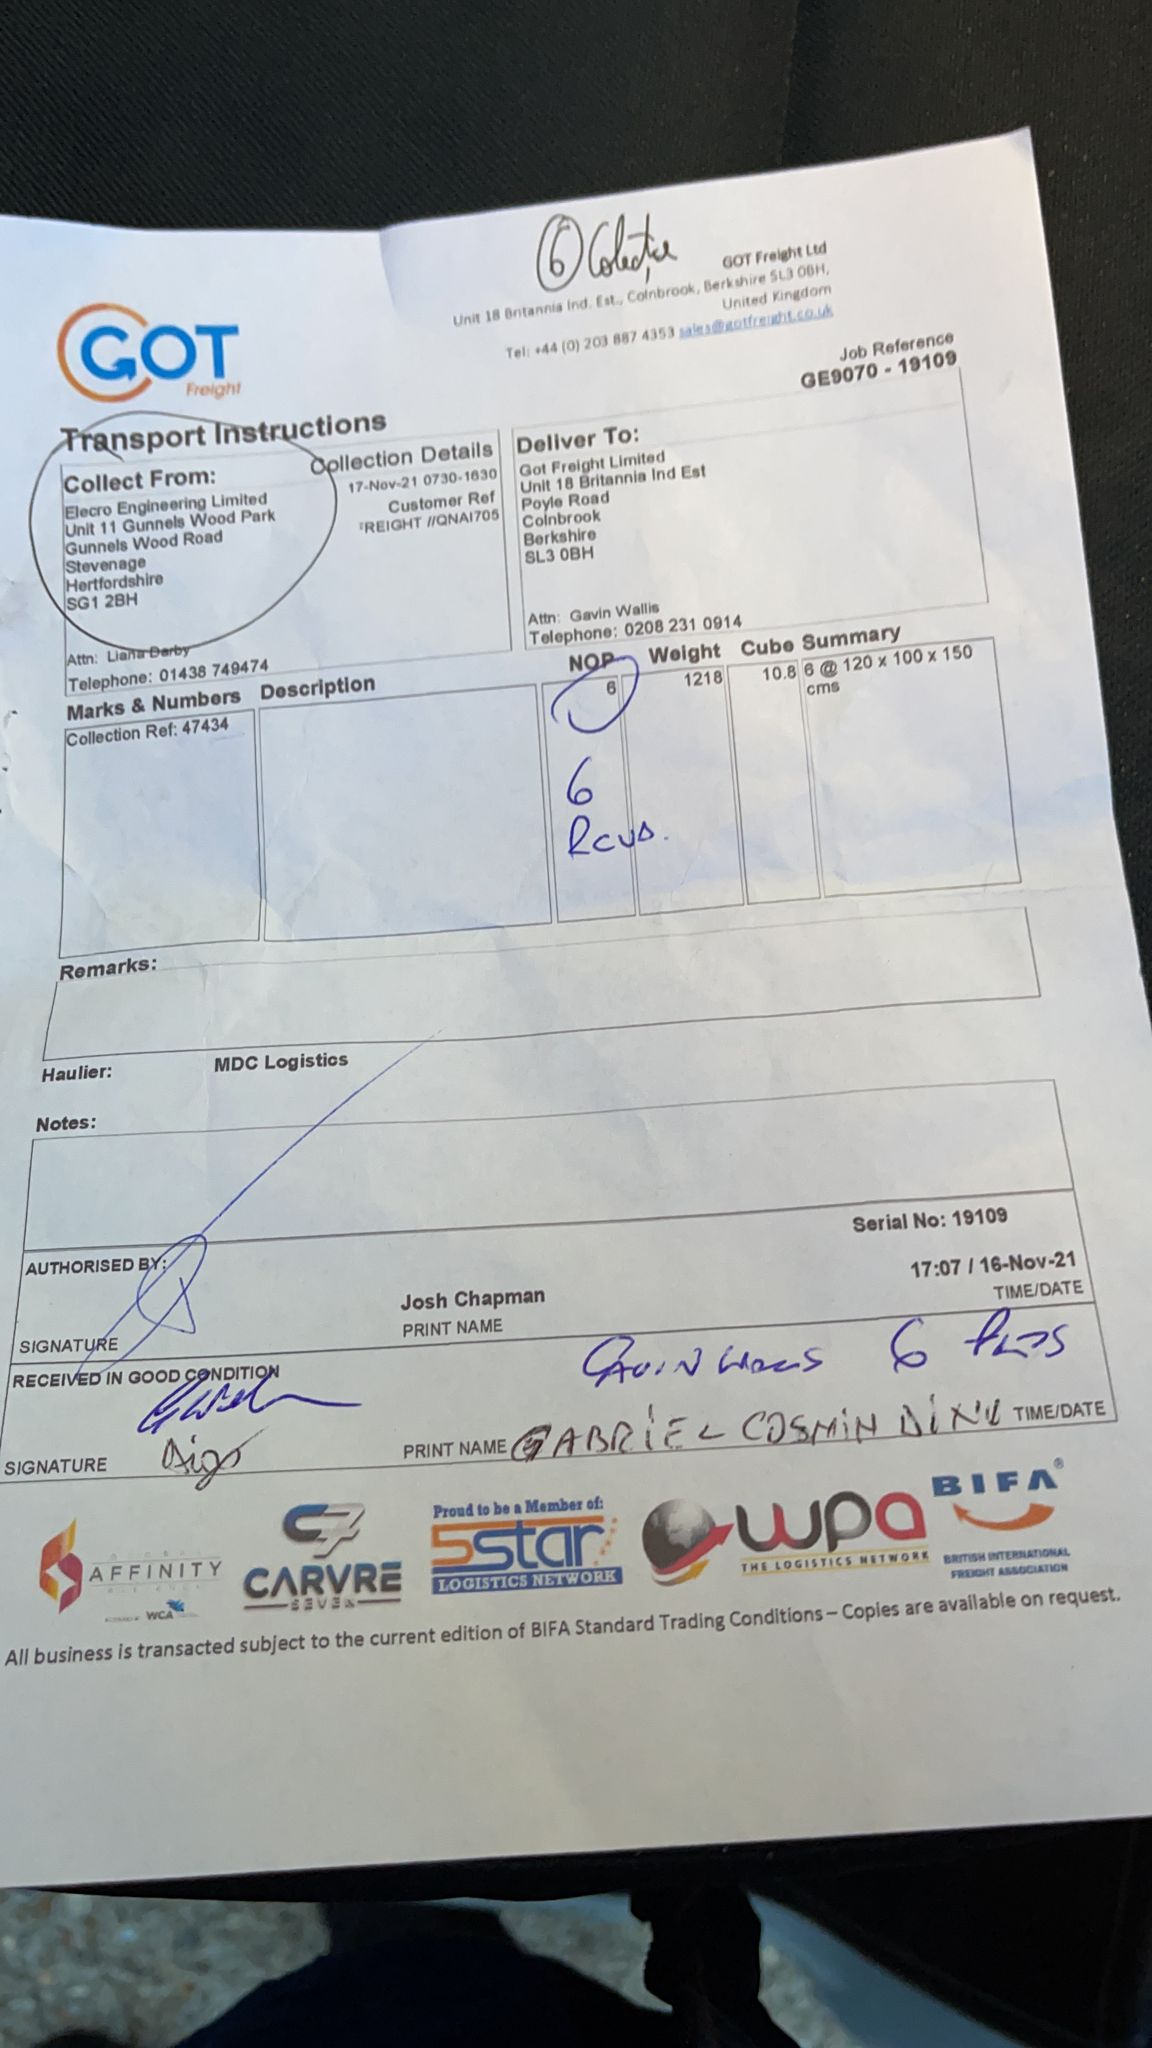 6 Colecție
GOT Freight Ltd
Unit 18 Britannia Ind. Est., Colnbrook, Berkshire SL3 0BH,
United Kingdom
Tel: +44 (0) 203 887 4353 sales@gotfreight.co.uk
GOT
Freight
Job Reference
GE9070 - 19109
Transport Instructions
Collect From:
Elecro Engineering Limited
Unit 11 Gunnels Wood Park
Gunnels Wood Road
Stevenage
Hertfordshire
SG1 2BH
Attn: Liana Darby
Telephone: 01438 749474
Collection Details
17-Nov-21 0730-1630
Customer Ref
REIGHT //QNAI705
Deliver To:
Got Freight Limited
Unit 18 Britannia Ind Est
Poyle Road
Colnbrook
Berkshire
SL3 0BH
Attn: Gavin Wallis
Telephone: 0208 231 0914
Marks & Numbers Description NOP Weight Cube Summary
Collection Ref: 47434 6 1218 10.8 6 @ 120 x 100 x 150
cms
6
Rcvd.
Remarks:
Haulier: MDC Logistics
Notes:
Serial No: 19109
AUTHORISED BY:
17:07 / 16-Nov-21
Josh Chapman
SIGNATURE PRINT NAME TIME/DATE
RECEIVED IN GOOD CONDITION
6
SIGNATURE PRINT NAME GABRIEL COSMIN TIME/DATE
AFFINITY
WCA
CARVRE
SEVEN
Proud to be a Member of:
5star
LOGISTICS NETWORK
wpa
THE LOGISTICS NETWORK
BIFA®
BRITISH INTERNATIONAL
FREIGHT ASSOCIATION
All business is transacted subject to the current edition of BIFA Standard Trading Conditions – Copies are available on request.